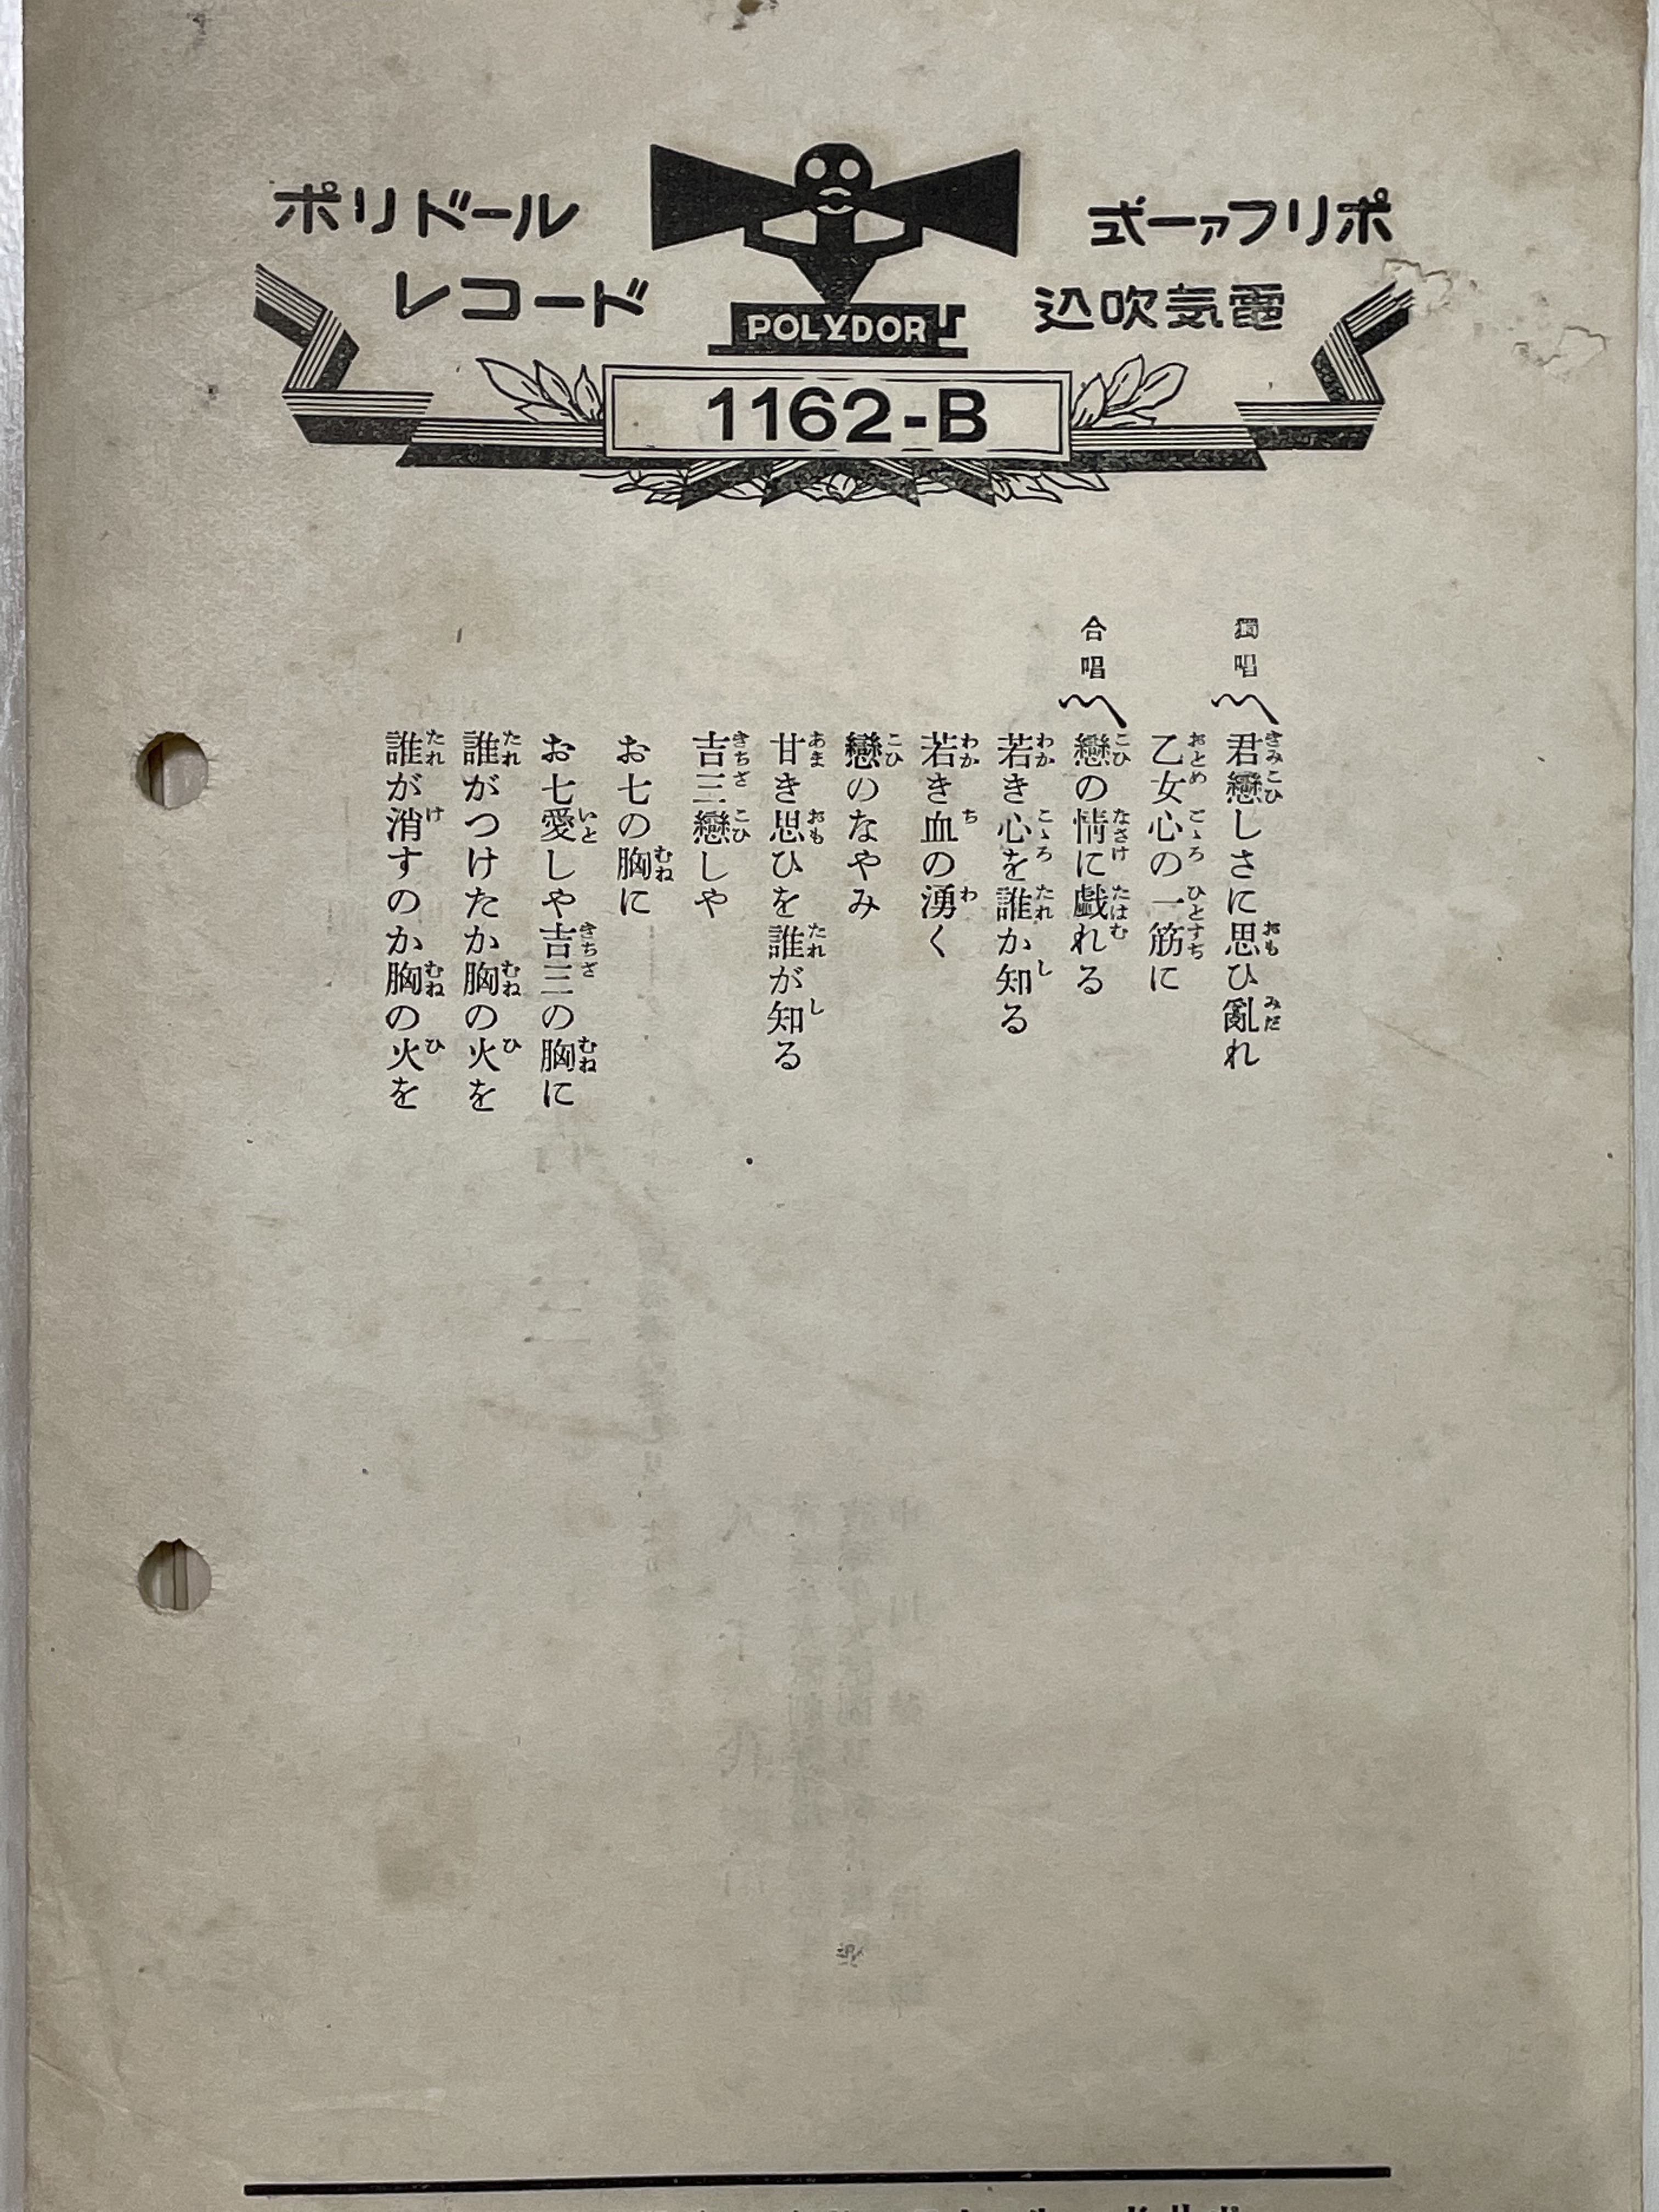 ポリドール
レコード
ポリファー式
電気吹込
POLYDOR
1162-B
獨唱 君戀しさに思ひ亂れ
乙女心の一筋に
合唱 戀の情に戯れる
若き心を誰か知る
若き血の湧く
戀のなやみ
甘き思ひを誰が知る
吉三戀しや
お七の胸に
お七愛しや吉三の胸に
誰がつけたか胸の火を
誰が消すのか胸の火を